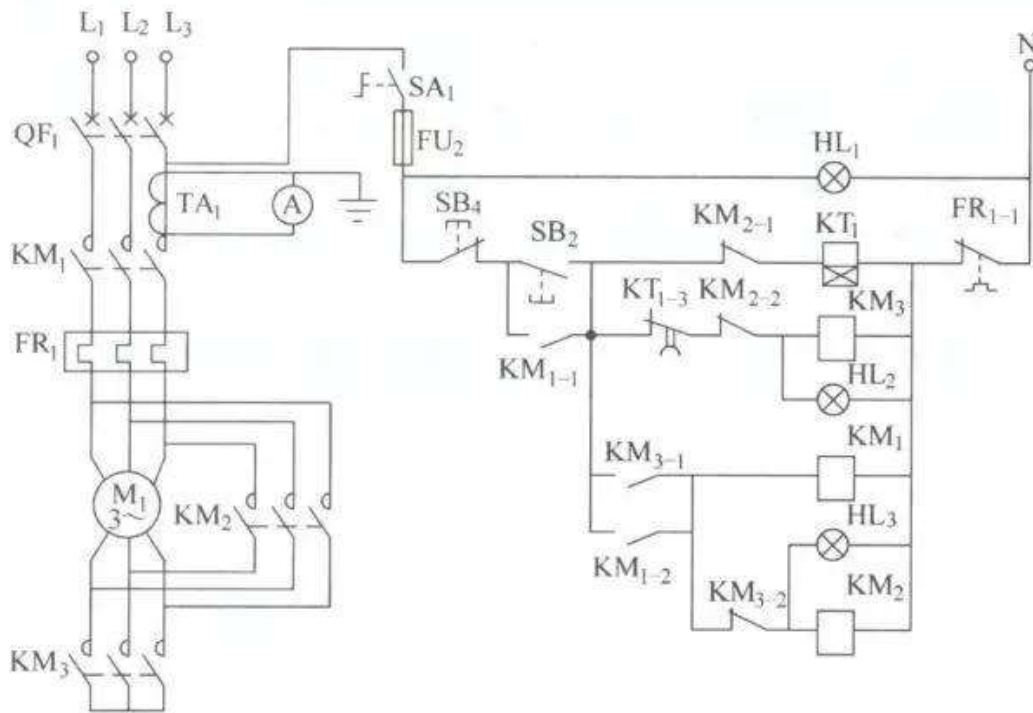 L₁ L₂ L₃
N
SA₁
QF₁
FU₂
HL₁
TA₁
A
SB₄
SB₂
KM₂₋₁
KT₁
FR₁₋₁
KM₁
KT₁₋₃
KM₂₋₂
KM₃
FR₁
KM₁₋₁
HL₂
KM₃₋₁
KM₁
M₁
3~
KM₂
HL₃
KM₁₋₂
KM₃₋₂
KM₂
KM₃